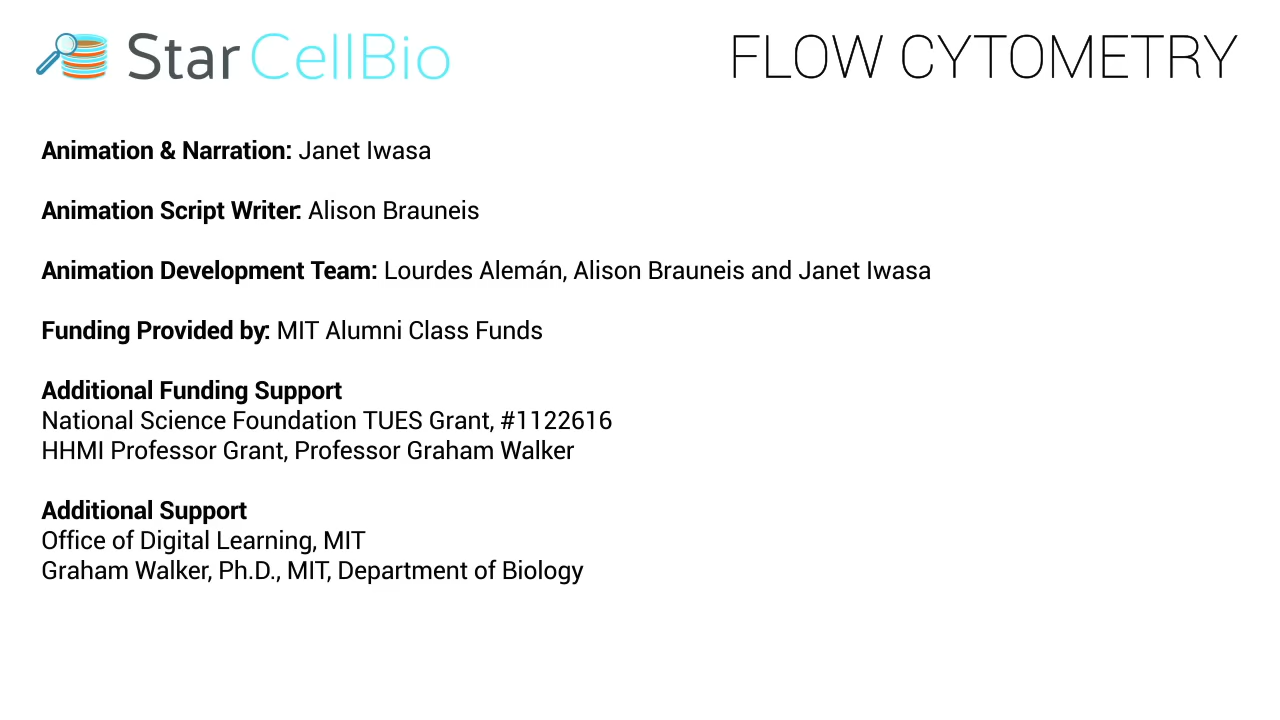 Star CellBio
FLOW CYTOMETRY
Animation & Narration: Janet Iwasa
Animation Script Writer: Alison Brauneis
Animation Development Team: Lourdes Alemán, Alison Brauneis and Janet Iwasa
Funding Provided by: MIT Alumni Class Funds
Additional Funding Support
National Science Foundation TUES Grant, #1122616
HHMI Professor Grant, Professor Graham Walker
Additional Support
Office of Digital Learning, MIT
Graham Walker, Ph.D., MIT, Department of Biology